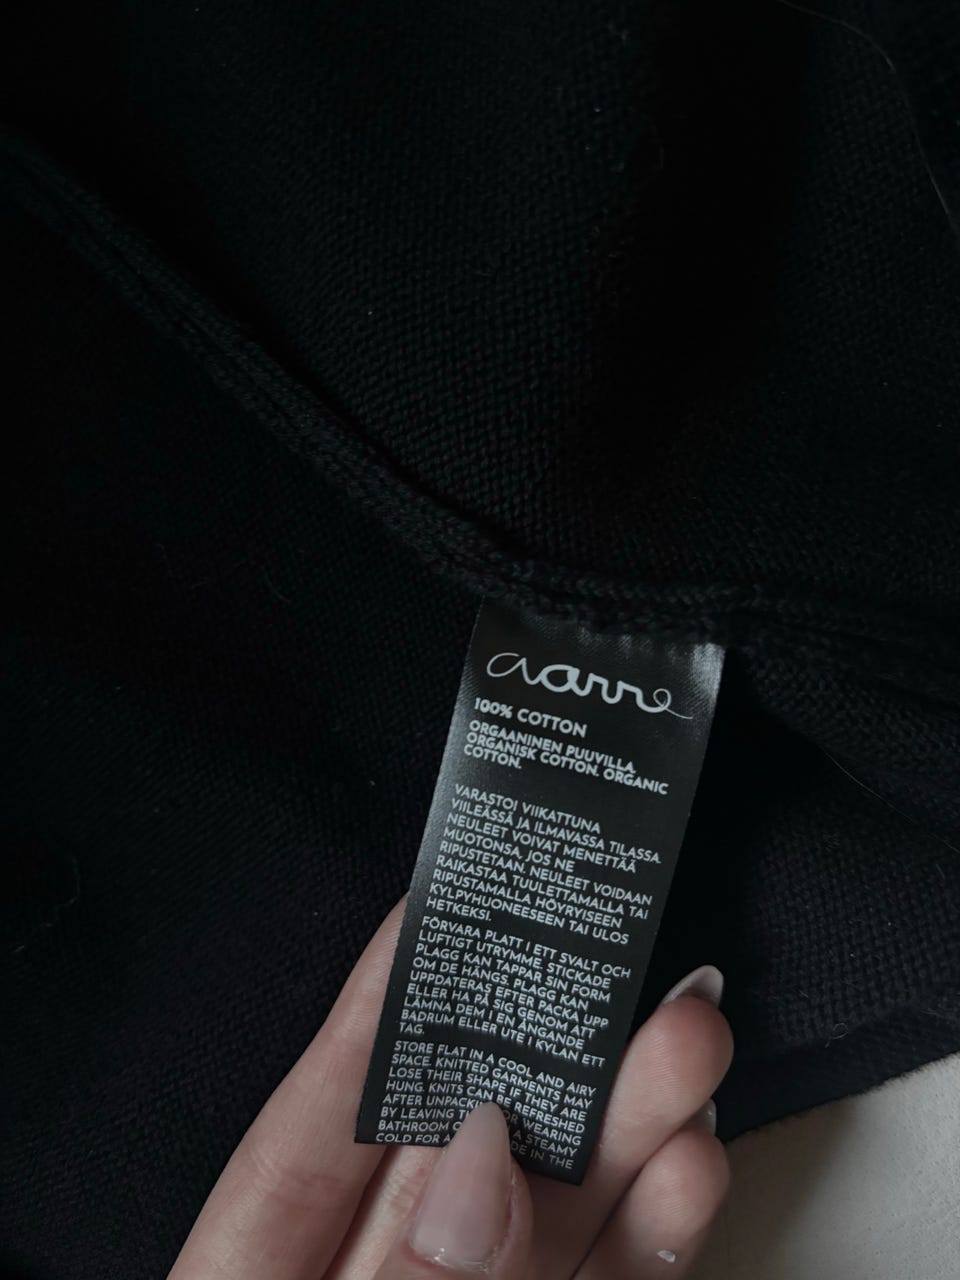 aarre
100% COTTON
ORGAANINEN PUUVILLA.
ORGANISK COTTON. ORGANIC
COTTON.
VARASTOI VIIKATTUNA
VIILEÄSSÄ JA ILMAVASSA TILASSA.
NEULEET VOIVAT MENETTÄÄ
MUOTONSA, JOS NE
RIPUSTETAAN. NEULEET VOIDAAN
RAIKASTAA TUULETTAMALLA TAI
RIPUSTAMALLA HÖYRYISEEN
KYLPYHUONEESEEN TAI ULOS
HETKEKSI.
FÖRVARA PLATT I ETT SVALT OCH
LUFTIGT UTRYMME. STICKADE
PLAGG KAN TAPPAR SIN FORM
OM DE HÄNGS. PLAGG KAN
UPPDATERAS EFTER PACKA UPP
ELLER HA PÅ SIG GENOM ATT
LÄMNA DEM I EN ÅNGANDE
BADRUM ELLER UTE I KYLAN ETT
TAG.
STORE FLAT IN A COOL AND AIRY
SPACE. KNITTED GARMENTS MAY
LOSE THEIR SHAPE IF THEY ARE
HUNG. KNITS CAN BE REFRESHED
AFTER UNPACKING OR WEARING
BY LEAVING A STEAMY
BATHROOM IN THE
COLD FOR A